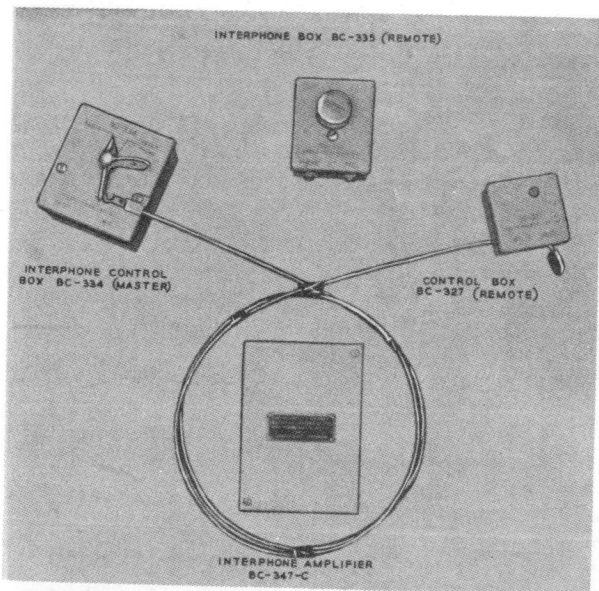 INTERPHONE BOX BC-335 (REMOTE)
INTERPHONE CONTROL
BOX BC-334 (MASTER)
CONTROL BOX
BC-327 (REMOTE)
INTERPHONE AMPLIFIER
BC-347-C